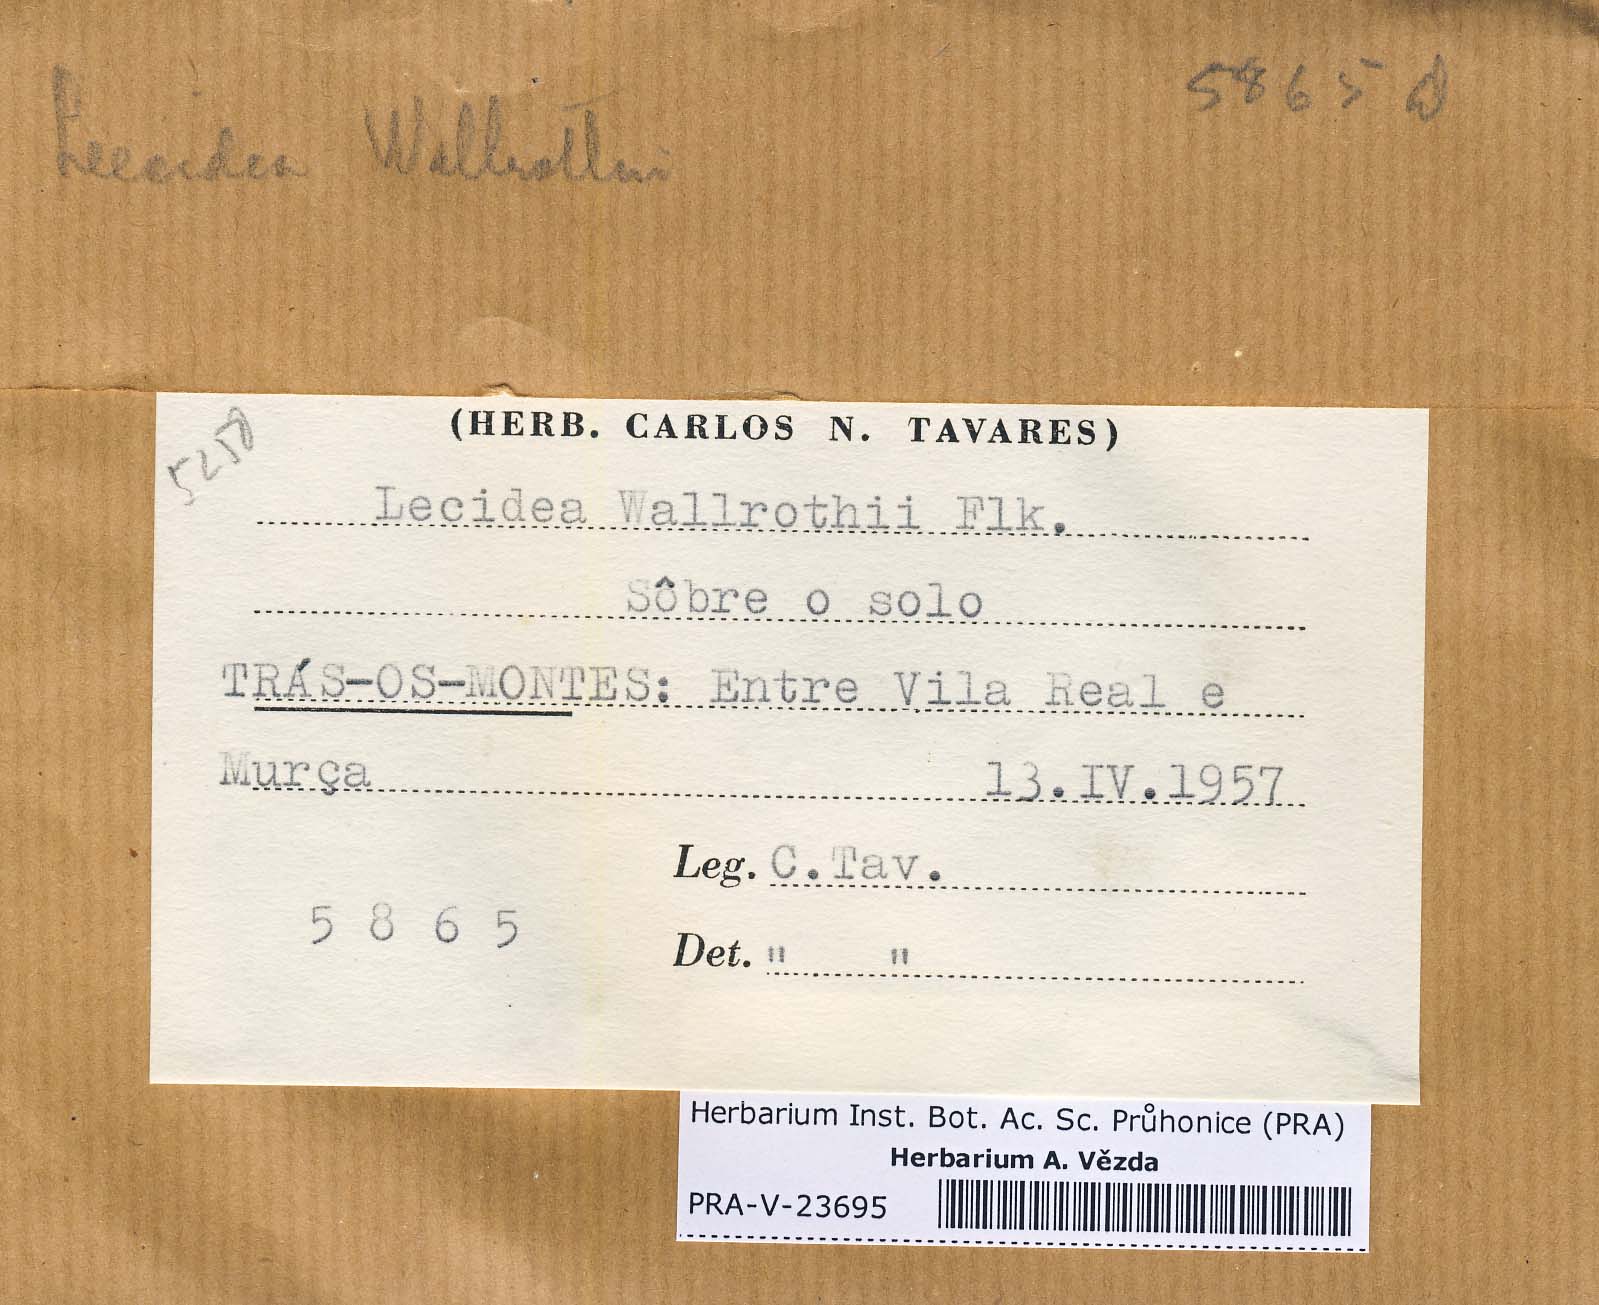 Lecidea Wallrothii
5865 D
(HERB. CARLOS N. TAVARES)
Lecidea Wallrothii Flk.
Sôbre o solo
TRÁS-OS-MONTES: Entre Vila Real e
Murça 13.IV.1957
Leg. C.Tav.
5 8 6 5
Det. " "
Herbarium Inst. Bot. Ac. Sc. Průhonice (PRA)
Herbarium A. Vězda
PRA-V-23695